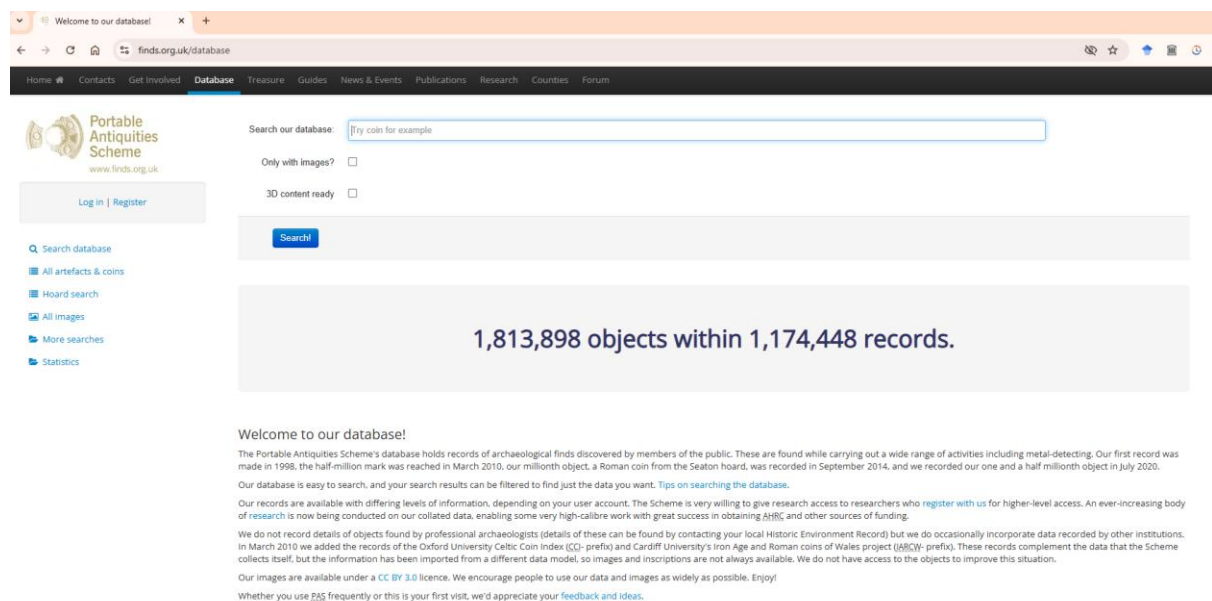 Welcome to our database!
finds.org.uk/database
Home Contacts Get Involved Database Treasure Guides News & Events Publications Research Counties Forum
Portable
Antiquities
Scheme
www.finds.org.uk
Log in | Register
Search database
All artefacts & coins
Hoard search
All images
More searches
Statistics
Search our database: Try coin for example
Only with images?
3D content ready
Search!
1,813,898 objects within 1,174,448 records.
Welcome to our database!
The Portable Antiquities Scheme's database holds records of archaeological finds discovered by members of the public. These are found while carrying out a wide range of activities including metal-detecting. Our first record was
made in 1998, the half-million mark was reached in March 2010, our millionth object, a Roman coin from the Seaton hoard, was recorded in September 2014, and we recorded our one and a half millionth object in July 2020.
Our database is easy to search, and your search results can be filtered to find just the data you want. Tips on searching the database.
Our records are available with differing levels of information, depending on your user account. The Scheme is very willing to give research access to researchers who register with us for higher-level access. An ever-increasing body
of research is now being conducted on our collated data, enabling some very high-calibre work with great success in obtaining AHRC and other sources of funding.
We do not record details of objects found by professional archaeologists (details of these can be found by contacting your local Historic Environment Record) but we do occasionally incorporate data recorded by other institutions.
In March 2010 we added the records of the Oxford University Celtic Coin Index (CCI- prefix) and Cardiff University's Iron Age and Roman coins of Wales project (IARCW- prefix). These records complement the data that the Scheme
collects itself, but the information has been imported from a different data model, so images and inscriptions are not always available. We do not have access to the objects to improve this situation.
Our images are available under a CC BY 3.0 licence. We encourage people to use our data and images as widely as possible. Enjoy!
Whether you use PAS frequently or this is your first visit, we'd appreciate your feedback and ideas.